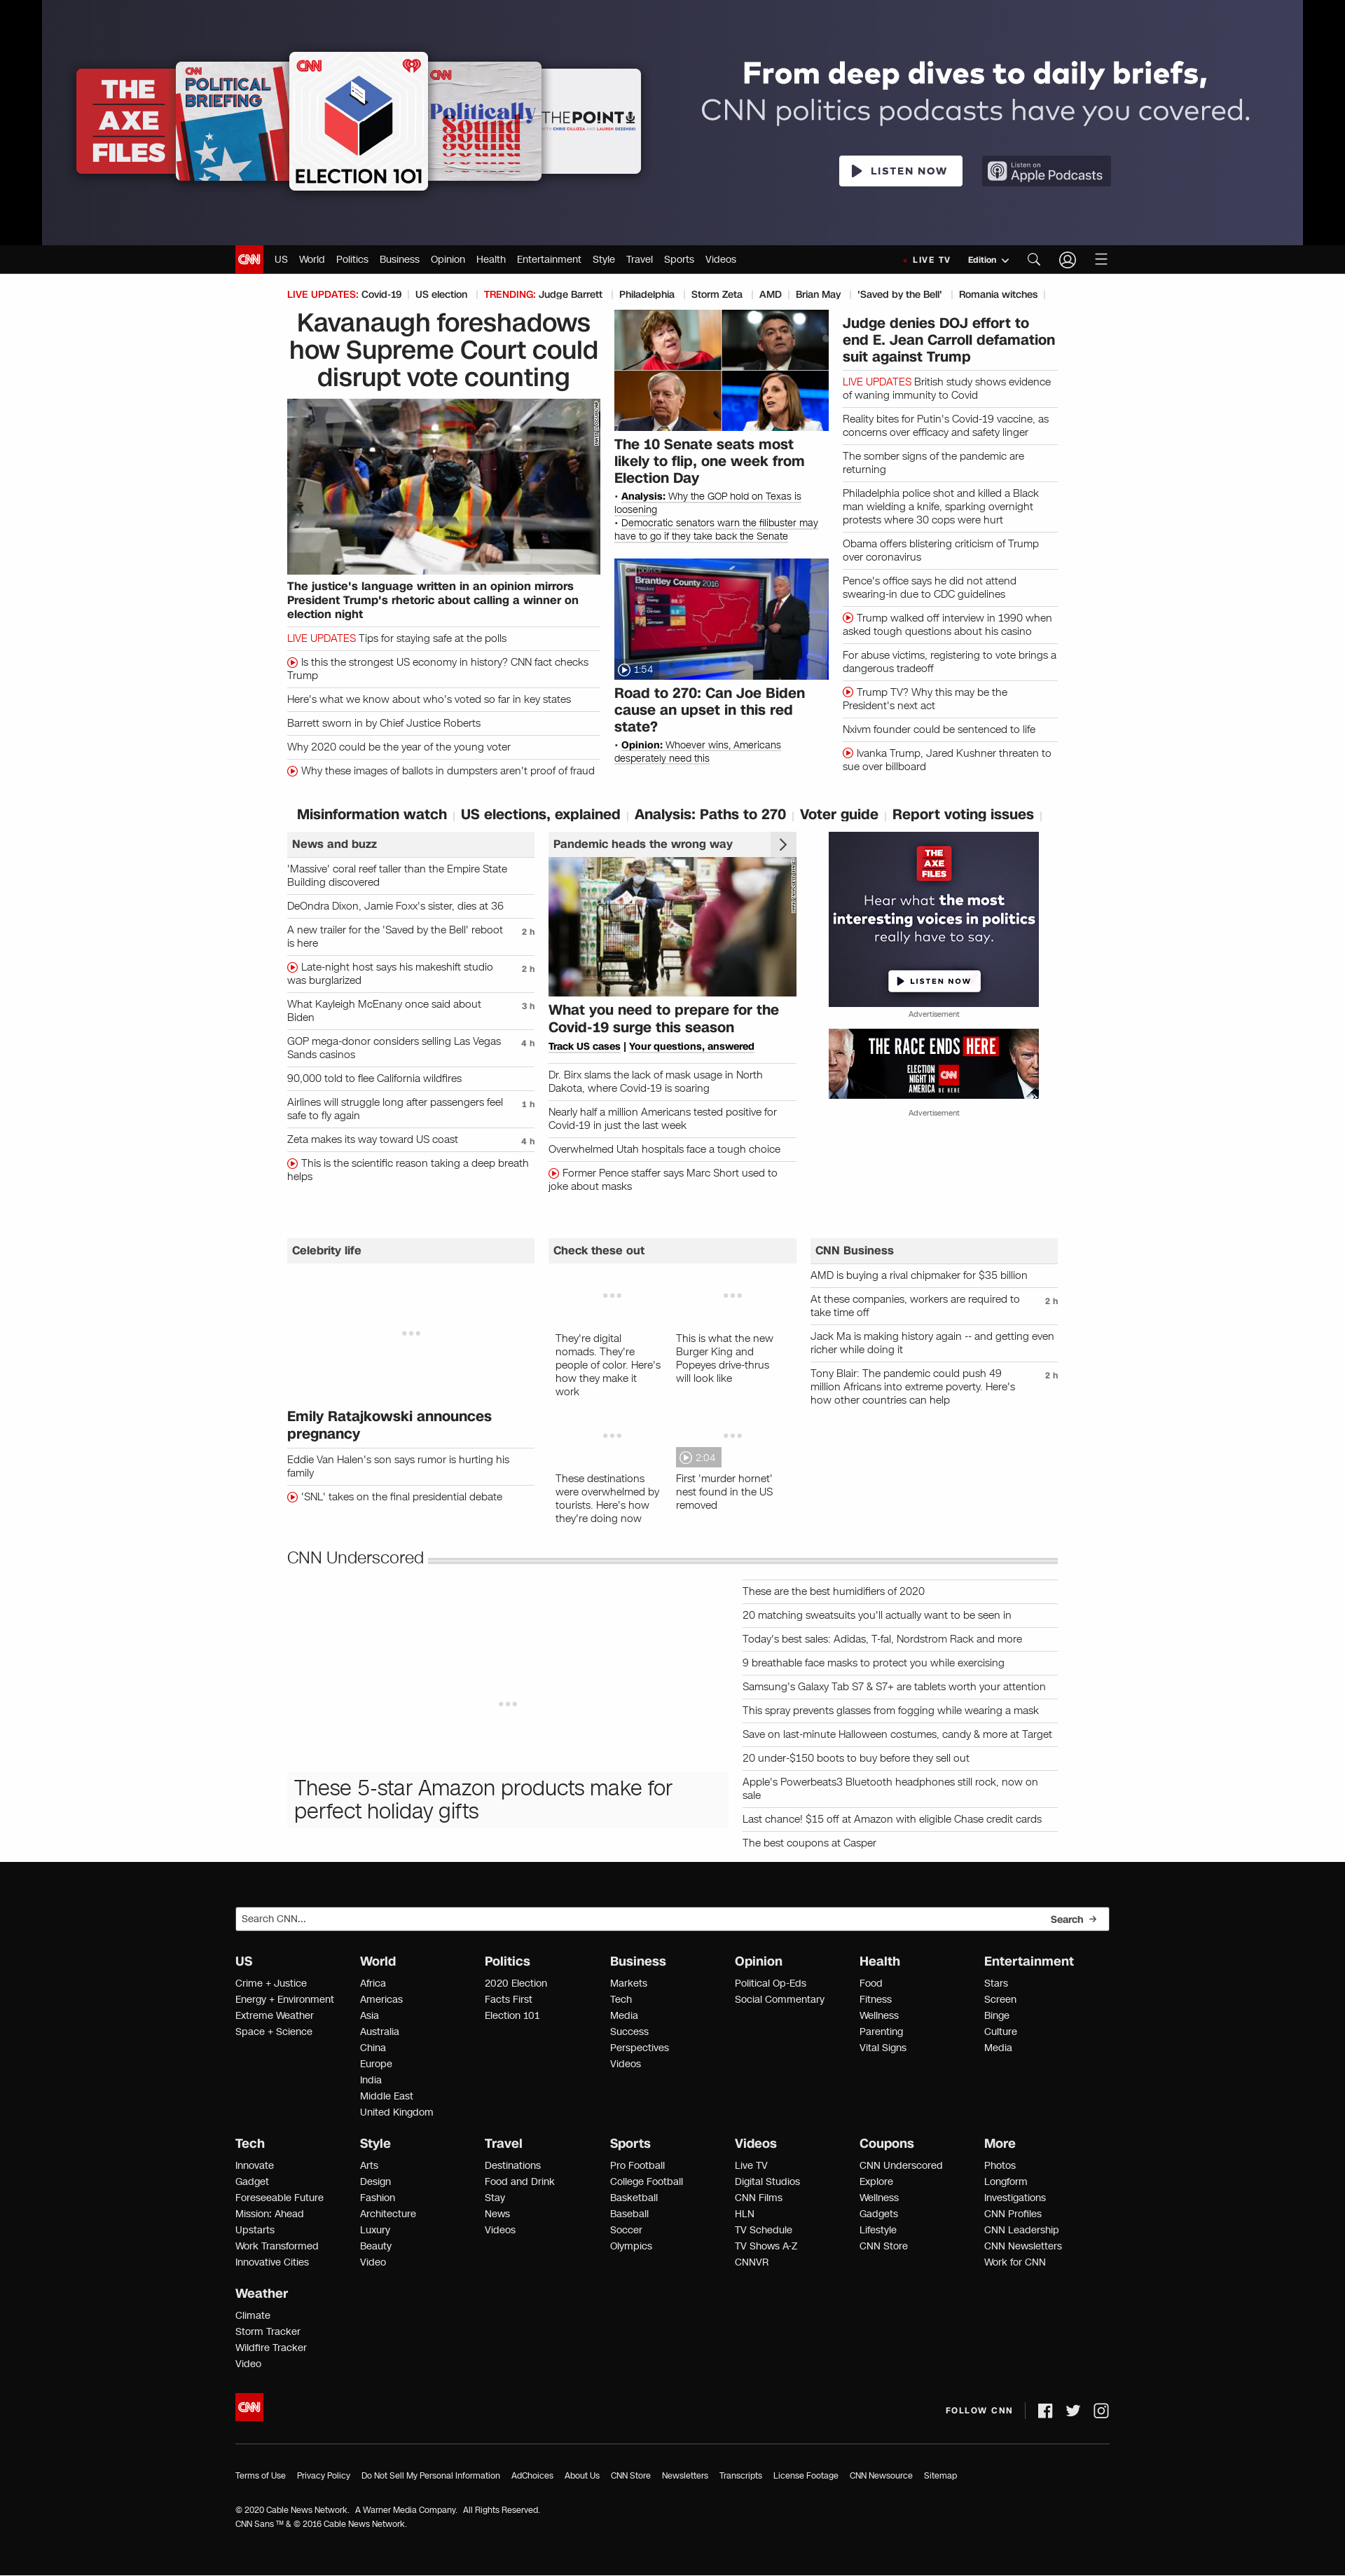 THE
AXE
FILES
CNN
POLITICAL
BRIEFING
CNN
ELECTION 101
CNN
Politically
Sound
THE POINT
WITH CHRIS CILLIZZA AND LAUREN DEZENSKI
From deep dives to daily briefs,
CNN politics podcasts have you covered.
LISTEN NOW
Listen on
Apple Podcasts
CNN US World Politics Business Opinion Health Entertainment Style Travel Sports Videos LIVE TV Edition
LIVE UPDATES: Covid-19 | US election | TRENDING: Judge Barrett | Philadelphia | Storm Zeta | AMD | Brian May | 'Saved by the Bell' | Romania witches |
Kavanaugh foreshadows
how Supreme Court could
disrupt vote counting
The justice's language written in an opinion mirrors
President Trump's rhetoric about calling a winner on
election night
LIVE UPDATES Tips for staying safe at the polls
Is this the strongest US economy in history? CNN fact checks
Trump
Here's what we know about who's voted so far in key states
Barrett sworn in by Chief Justice Roberts
Why 2020 could be the year of the young voter
Why these images of ballots in dumpsters aren't proof of fraud
The 10 Senate seats most
likely to flip, one week from
Election Day
• Analysis: Why the GOP hold on Texas is
loosening
• Democratic senators warn the filibuster may
have to go if they take back the Senate
Brantley County 2016
1:54
Road to 270: Can Joe Biden
cause an upset in this red
state?
• Opinion: Whoever wins, Americans
desperately need this
Judge denies DOJ effort to
end E. Jean Carroll defamation
suit against Trump
LIVE UPDATES British study shows evidence
of waning immunity to Covid
Reality bites for Putin's Covid-19 vaccine, as
concerns over efficacy and safety linger
The somber signs of the pandemic are
returning
Philadelphia police shot and killed a Black
man wielding a knife, sparking overnight
protests where 30 cops were hurt
Obama offers blistering criticism of Trump
over coronavirus
Pence's office says he did not attend
swearing-in due to CDC guidelines
Trump walked off interview in 1990 when
asked tough questions about his casino
For abuse victims, registering to vote brings a
dangerous tradeoff
Trump TV? Why this may be the
President's next act
Nxivm founder could be sentenced to life
Ivanka Trump, Jared Kushner threaten to
sue over billboard
Misinformation watch | US elections, explained | Analysis: Paths to 270 | Voter guide | Report voting issues |
News and buzz
'Massive' coral reef taller than the Empire State
Building discovered
DeOndra Dixon, Jamie Foxx's sister, dies at 36
A new trailer for the 'Saved by the Bell' reboot 2 h
is here
Late-night host says his makeshift studio 2 h
was burglarized
What Kayleigh McEnany once said about 3 h
Biden
GOP mega-donor considers selling Las Vegas 4 h
Sands casinos
90,000 told to flee California wildfires
Airlines will struggle long after passengers feel 1 h
safe to fly again
Zeta makes its way toward US coast 4 h
This is the scientific reason taking a deep breath
helps
Pandemic heads the wrong way
What you need to prepare for the
Covid-19 surge this season
Track US cases | Your questions, answered
Dr. Birx slams the lack of mask usage in North
Dakota, where Covid-19 is soaring
Nearly half a million Americans tested positive for
Covid-19 in just the last week
Overwhelmed Utah hospitals face a tough choice
Former Pence staffer says Marc Short used to
joke about masks
THE
AXE
FILES
Hear what the most
interesting voices in politics
really have to say.
LISTEN NOW
Advertisement
THE RACE ENDS HERE
ELECTION
NIGHT IN
AMERICA
CNN
BE HERE
Advertisement
Celebrity life
Emily Ratajkowski announces
pregnancy
Eddie Van Halen's son says rumor is hurting his
family
'SNL' takes on the final presidential debate
Check these out
They're digital
nomads. They're
people of color. Here's
how they make it
work
This is what the new
Burger King and
Popeyes drive-thrus
will look like
These destinations
were overwhelmed by
tourists. Here's how
they're doing now
2:04
First 'murder hornet'
nest found in the US
removed
CNN Business
AMD is buying a rival chipmaker for $35 billion
At these companies, workers are required to 2 h
take time off
Jack Ma is making history again -- and getting even
richer while doing it
Tony Blair: The pandemic could push 49 2 h
million Africans into extreme poverty. Here's
how other countries can help
CNN Underscored
These 5-star Amazon products make for
perfect holiday gifts
These are the best humidifiers of 2020
20 matching sweatsuits you'll actually want to be seen in
Today's best sales: Adidas, T-fal, Nordstrom Rack and more
9 breathable face masks to protect you while exercising
Samsung's Galaxy Tab S7 & S7+ are tablets worth your attention
This spray prevents glasses from fogging while wearing a mask
Save on last-minute Halloween costumes, candy & more at Target
20 under-$150 boots to buy before they sell out
Apple's Powerbeats3 Bluetooth headphones still rock, now on
sale
Last chance! $15 off at Amazon with eligible Chase credit cards
The best coupons at Casper
Search CNN... Search →
US
Crime + Justice
Energy + Environment
Extreme Weather
Space + Science
World
Africa
Americas
Asia
Australia
China
Europe
India
Middle East
United Kingdom
Politics
2020 Election
Facts First
Election 101
Business
Markets
Tech
Media
Success
Perspectives
Videos
Opinion
Political Op-Eds
Social Commentary
Health
Food
Fitness
Wellness
Parenting
Vital Signs
Entertainment
Stars
Screen
Binge
Culture
Media
Tech
Innovate
Gadget
Foreseeable Future
Mission: Ahead
Upstarts
Work Transformed
Innovative Cities
Style
Arts
Design
Fashion
Architecture
Luxury
Beauty
Video
Travel
Destinations
Food and Drink
Stay
News
Videos
Sports
Pro Football
College Football
Basketball
Baseball
Soccer
Olympics
Videos
Live TV
Digital Studios
CNN Films
HLN
TV Schedule
TV Shows A-Z
CNNVR
Coupons
CNN Underscored
Explore
Wellness
Gadgets
Lifestyle
CNN Store
More
Photos
Longform
Investigations
CNN Profiles
CNN Leadership
CNN Newsletters
Work for CNN
Weather
Climate
Storm Tracker
Wildfire Tracker
Video
CNN
FOLLOW CNN
Terms of Use Privacy Policy Do Not Sell My Personal Information AdChoices About Us CNN Store Newsletters Transcripts License Footage CNN Newsource Sitemap
© 2020 Cable News Network. A Warner Media Company. All Rights Reserved.
CNN Sans ™ & © 2016 Cable News Network.